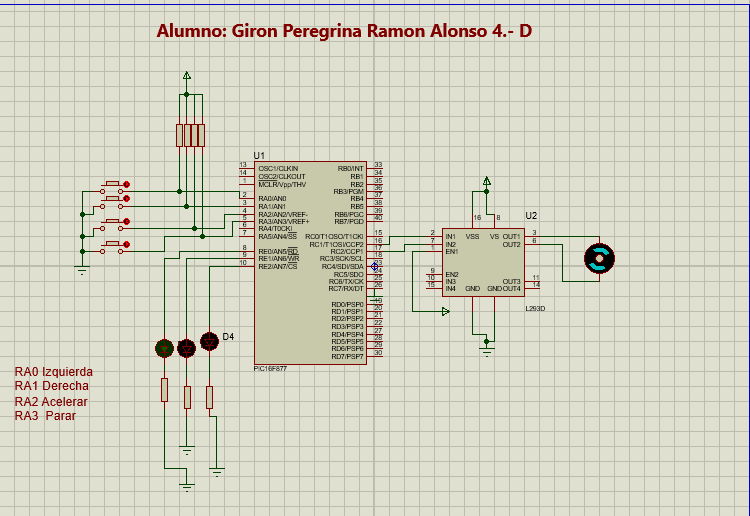 Alumno: Giron Peregrina Ramon Alonso 4.- D
U1
13 OSC1/CLKIN
14 OSC2/CLKOUT
1 MCLR/Vpp/THV
2 RA0/AN0
3 RA1/AN1
4 RA2/AN2/VREF-
5 RA3/AN3/VREF+
6 RA4/T0CKI
7 RA5/AN4/SS
8 RE0/AN5/RD
9 RE1/AN6/WR
10 RE2/AN7/CS
RB0/INT 33
RB1 34
RB2 35
RB3/PGM 36
RB4 37
RB5 38
RB6/PGC 39
RB7/PGD 40
RC0/T1OSO/T1CKI 15
RC1/T1OSI/CCP2 16
RC2/CCP1 17
RC3/SCK/SCL 18
RC4/SDI/SDA 23
RC5/SDO 24
RC6/TX/CK 25
RC7/RX/DT 26
RD0/PSP0 19
RD1/PSP1 20
RD2/PSP2 21
RD3/PSP3 22
RD4/PSP4 27
RD5/PSP5 28
RD6/PSP6 29
RD7/PSP7 30
PIC16F877
U2
16 8
2 IN1 VSS VS OUT1 3
7 IN2 OUT2 6
1 EN1
9 EN2
10 IN3 OUT3 11
15 IN4 GND GND OUT4 14
L293D
D4
RA0 Izquierda
RA1 Derecha
RA2 Acelerar
RA3 Parar